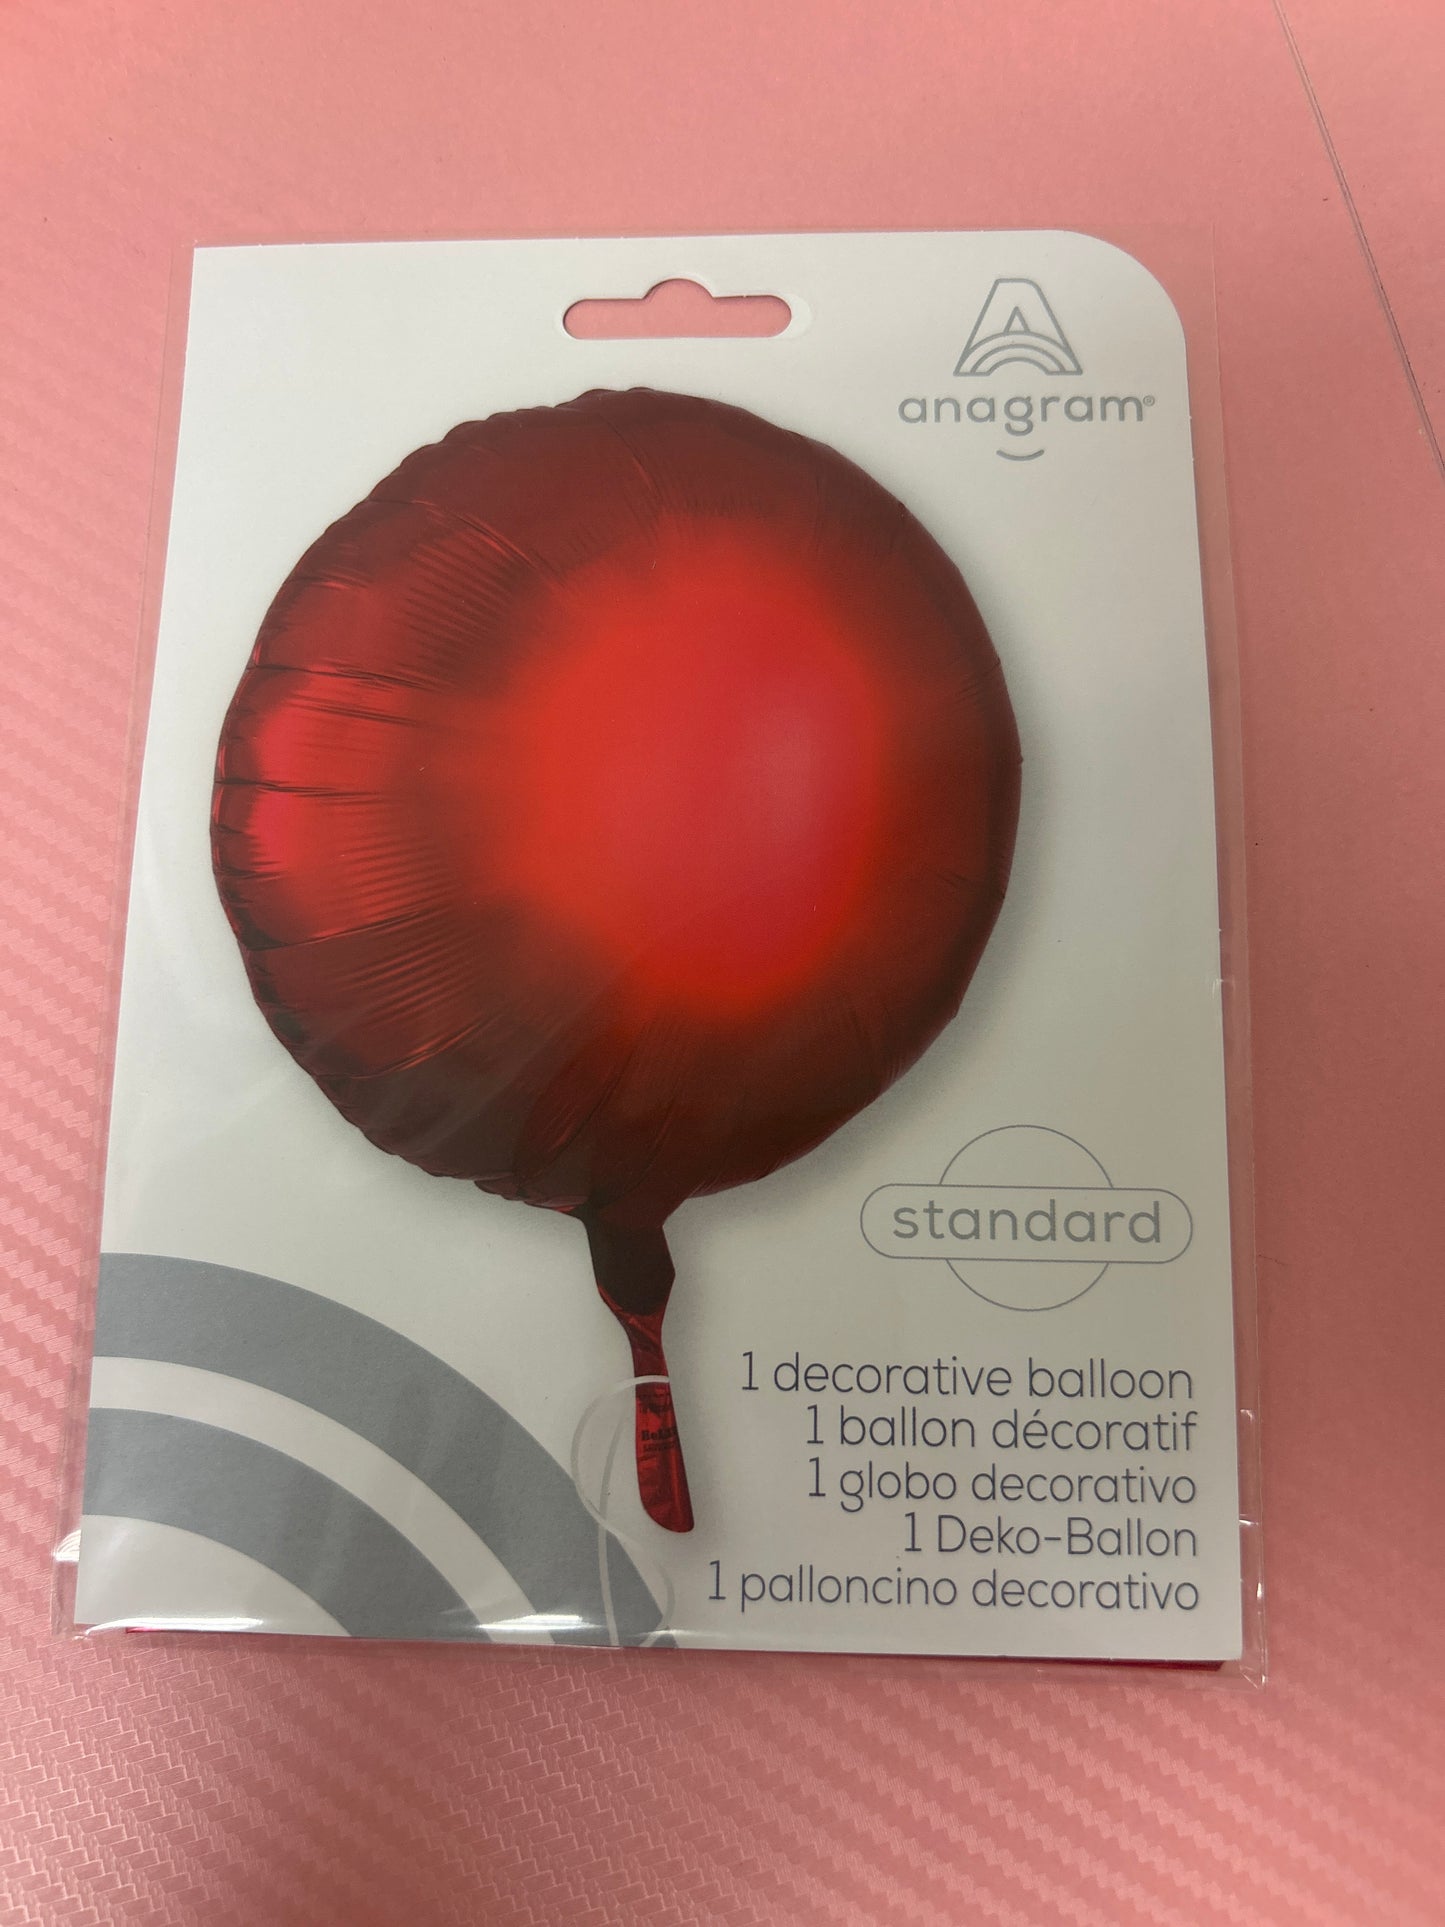 anagram®
standard
1 decorative balloon
1 ballon décoratif
1 globo decorativo
1 Deko-Ballon
1 palloncino decorativo